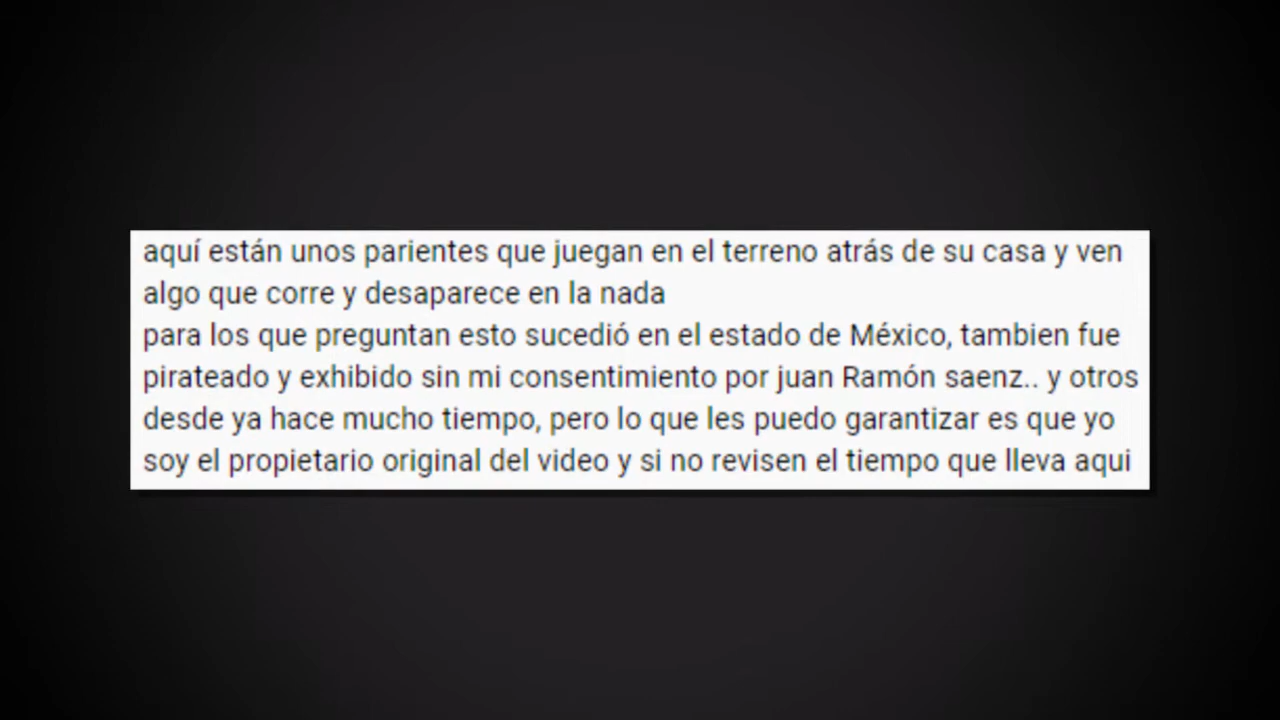 aquí están unos parientes que juegan en el terreno atrás de su casa y ven
algo que corre y desaparece en la nada
para los que preguntan esto sucedió en el estado de México, tambien fue
pirateado y exhibido sin mi consentimiento por juan Ramón saenz.. y otros
desde ya hace mucho tiempo, pero lo que les puedo garantizar es que yo
soy el propietario original del video y si no revisen el tiempo que lleva aqui